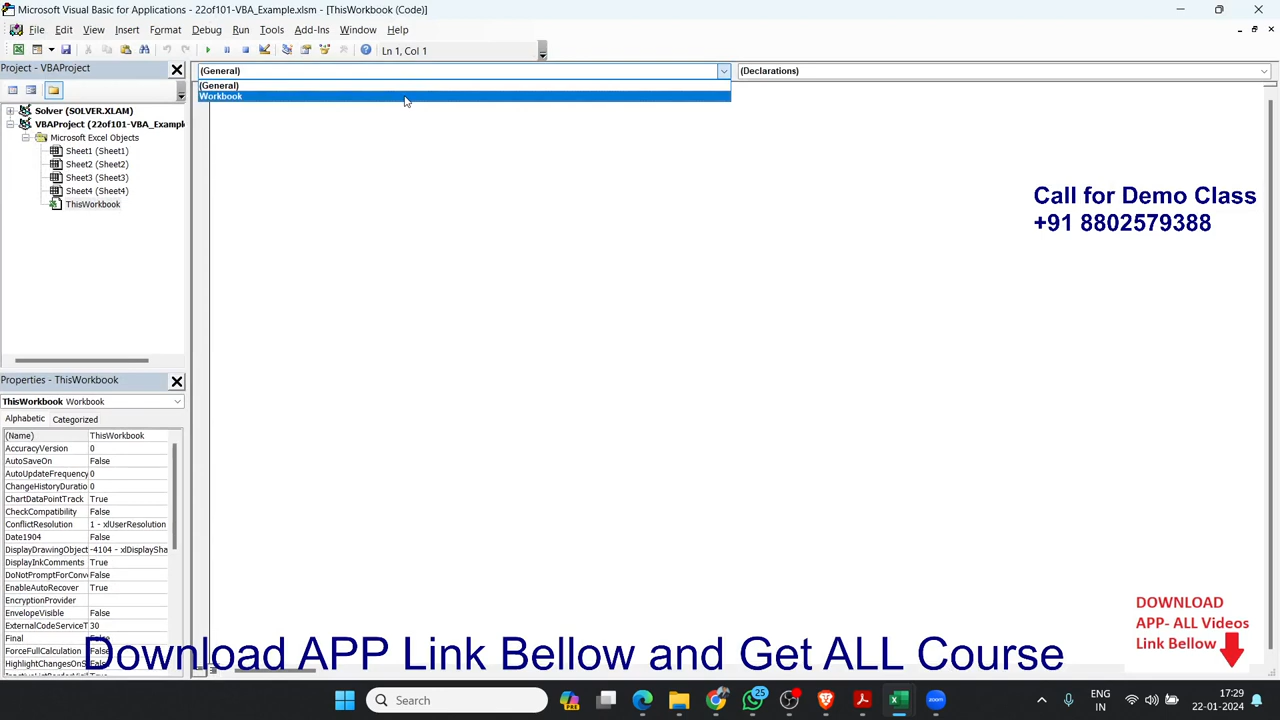 Microsoft Visual Basic for Applications - 22of101-VBA_Example.xlsm - [ThisWorkbook (Code)]
File Edit View Insert Format Debug Run Tools Add-Ins Window Help
Ln 1, Col 1
Project - VBAProject
(General)
(Declarations)
(General)
Workbook
Solver (SOLVER.XLAM)
VBAProject (22of101-VBA_Exampl
Microsoft Excel Objects
Sheet1 (Sheet1)
Sheet2 (Sheet2)
Sheet3 (Sheet3)
Sheet4 (Sheet4)
ThisWorkbook
Call for Demo Class
+91 8802579388
Properties - ThisWorkbook
ThisWorkbook Workbook
Alphabetic Categorized
(Name) ThisWorkbook
AccuracyVersion 0
AutoSaveOn False
AutoUpdateFrequency 0
ChangeHistoryDuratio 0
ChartDataPointTrack True
CheckCompatibility False
ConflictResolution 1 - xlUserResolution
Date1904 False
DisplayDrawingObject -4104 - xlDisplaySha
DisplayInkComments True
DoNotPromptForConv False
EnableAutoRecover True
EncryptionProvider
EnvelopeVisible False
ExternalCodeServiceT 30
Final False
ForceFullCalculation False
HighlightChangesOnS False
DOWNLOAD
APP- ALL Videos
Link Bellow
Download APP Link Bellow and Get ALL Course
Search
PRE
25
ENG
IN
17:29
22-01-2024